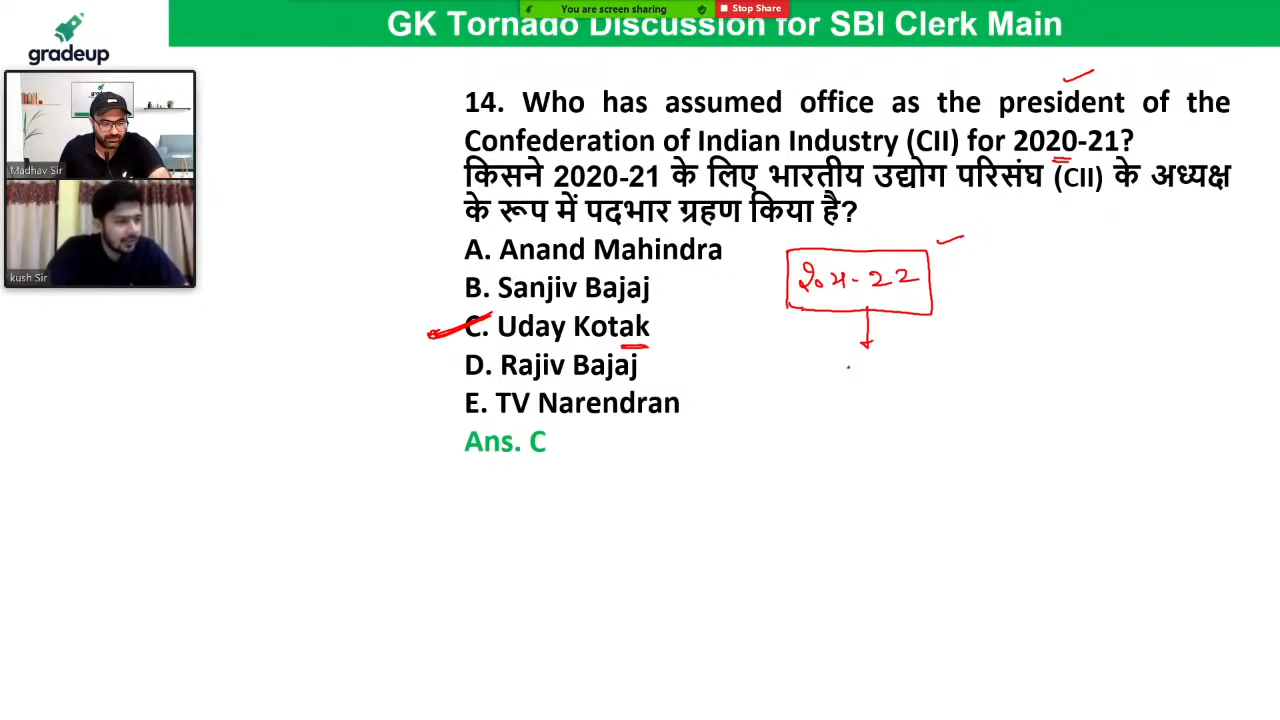 You are screen sharing
Stop Share
gradeup
GK Tornado Discussion for SBI Clerk Main
Madhav Sir
kush Sir
14. Who has assumed office as the president of the
Confederation of Indian Industry (CII) for 2020-21?
किसने 2020-21 के लिए भारतीय उद्योग परिसंघ (CII) के अध्यक्ष
के रूप में पदभार ग्रहण किया है?
A. Anand Mahindra
B. Sanjiv Bajaj
C. Uday Kotak
D. Rajiv Bajaj
E. TV Narendran
Ans. C